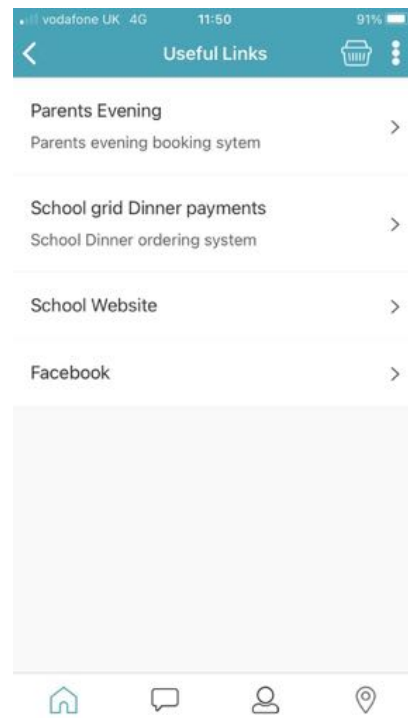 vodafone UK 4G 11:50 91%
Useful Links
Parents Evening
Parents evening booking sytem
School grid Dinner payments
School Dinner ordering system
School Website
Facebook